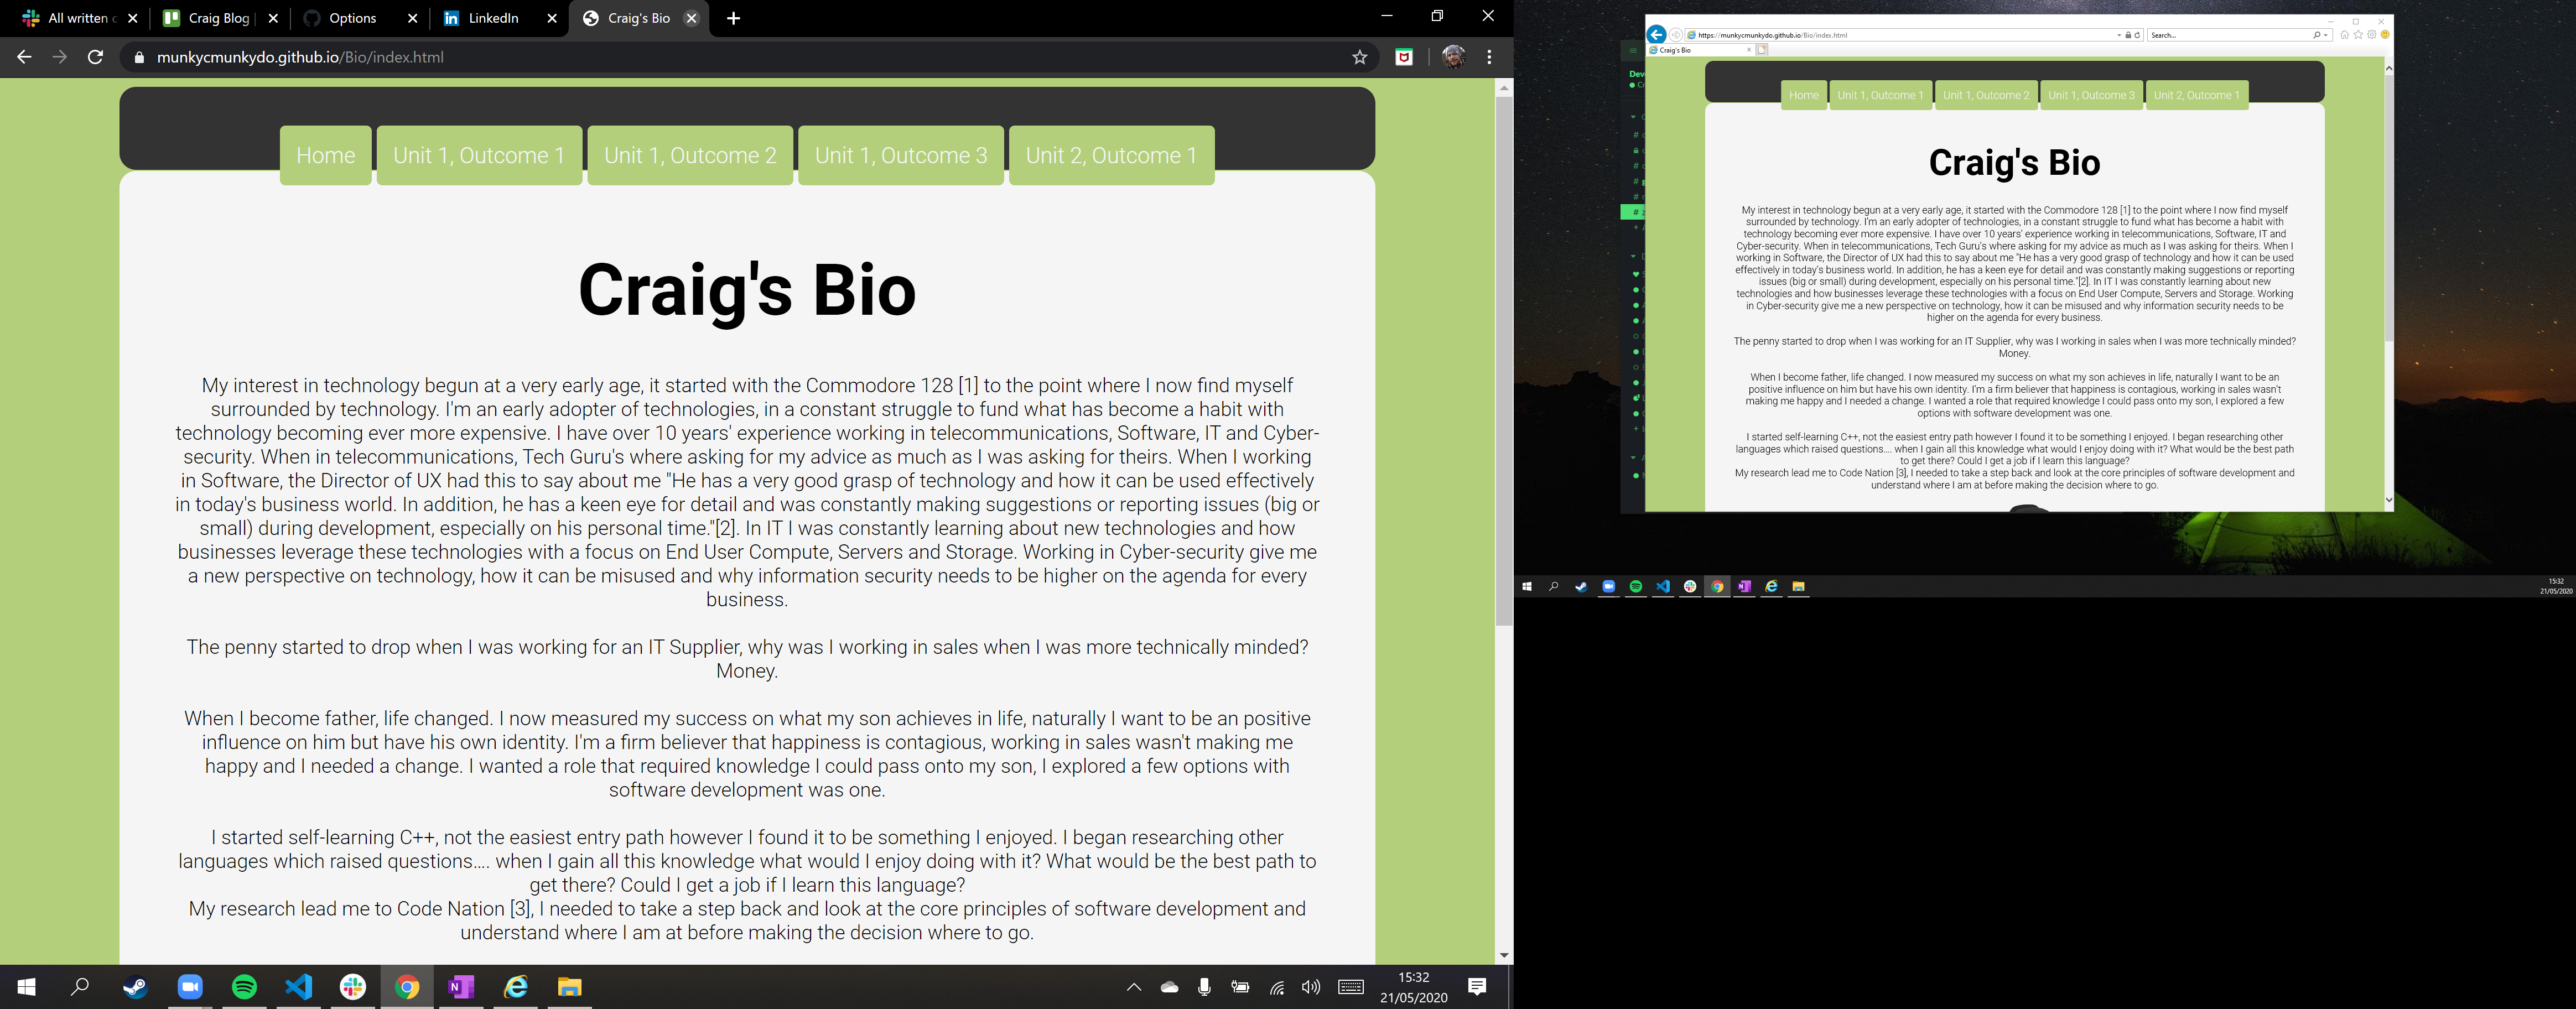 All written
Craig Blog
Options
LinkedIn
Craig's Bio
munkycmunkydo.github.io/Bio/index.html
Home
Unit 1, Outcome 1
Unit 1, Outcome 2
Unit 1, Outcome 3
Unit 2, Outcome 1
Craig's Bio
My interest in technology begun at a very early age, it started with the Commodore 128 [1] to the point where I now find myself
surrounded by technology. I'm an early adopter of technologies, in a constant struggle to fund what has become a habit with
technology becoming ever more expensive. I have over 10 years' experience working in telecommunications, Software, IT and Cyber-
security. When in telecommunications, Tech Guru's where asking for my advice as much as I was asking for theirs. When I working
in Software, the Director of UX had this to say about me "He has a very good grasp of technology and how it can be used effectively
in today's business world. In addition, he has a keen eye for detail and was constantly making suggestions or reporting issues (big or
small) during development, especially on his personal time."[2]. In IT I was constantly learning about new technologies and how
businesses leverage these technologies with a focus on End User Compute, Servers and Storage. Working in Cyber-security give me
a new perspective on technology, how it can be misused and why information security needs to be higher on the agenda for every
business.
The penny started to drop when I was working for an IT Supplier, why was I working in sales when I was more technically minded?
Money.
When I become father, life changed. I now measured my success on what my son achieves in life, naturally I want to be an positive
influence on him but have his own identity. I'm a firm believer that happiness is contagious, working in sales wasn't making me
happy and I needed a change. I wanted a role that required knowledge I could pass onto my son, I explored a few options with
software development was one.
I started self-learning C++, not the easiest entry path however I found it to be something I enjoyed. I began researching other
languages which raised questions.... when I gain all this knowledge what would I enjoy doing with it? What would be the best path to
get there? Could I get a job if I learn this language?
My research lead me to Code Nation [3], I needed to take a step back and look at the core principles of software development and
understand where I am at before making the decision where to go.
15:32
21/05/2020
https://munkycmunkydo.github.io/Bio/index.html
Search...
Craig's Bio
Home
Unit 1, Outcome 1
Unit 1, Outcome 2
Unit 1, Outcome 3
Unit 2, Outcome 1
Craig's Bio
My interest in technology begun at a very early age, it started with the Commodore 128 [1] to the point where I now find myself
surrounded by technology. I'm an early adopter of technologies, in a constant struggle to fund what has become a habit with
technology becoming ever more expensive. I have over 10 years' experience working in telecommunications, Software, IT and
Cyber-security. When in telecommunications, Tech Guru's where asking for my advice as much as I was asking for theirs. When I
working in Software, the Director of UX had this to say about me "He has a very good grasp of technology and how it can be used
effectively in today's business world. In addition, he has a keen eye for detail and was constantly making suggestions or reporting
issues (big or small) during development, especially on his personal time."[2]. In IT I was constantly learning about new
technologies and how businesses leverage these technologies with a focus on End User Compute, Servers and Storage. Working
in Cyber-security give me a new perspective on technology, how it can be misused and why information security needs to be
higher on the agenda for every business.
The penny started to drop when I was working for an IT Supplier, why was I working in sales when I was more technically minded?
Money.
When I become father, life changed. I now measured my success on what my son achieves in life, naturally I want to be an
positive influence on him but have his own identity. I'm a firm believer that happiness is contagious, working in sales wasn't
making me happy and I needed a change. I wanted a role that required knowledge I could pass onto my son, I explored a few
options with software development was one.
I started self-learning C++, not the easiest entry path however I found it to be something I enjoyed. I began researching other
languages which raised questions.... when I gain all this knowledge what would I enjoy doing with it? What would be the best path
to get there? Could I get a job if I learn this language?
My research lead me to Code Nation [3], I needed to take a step back and look at the core principles of software development and
understand where I am at before making the decision where to go.
15:32
21/05/2020